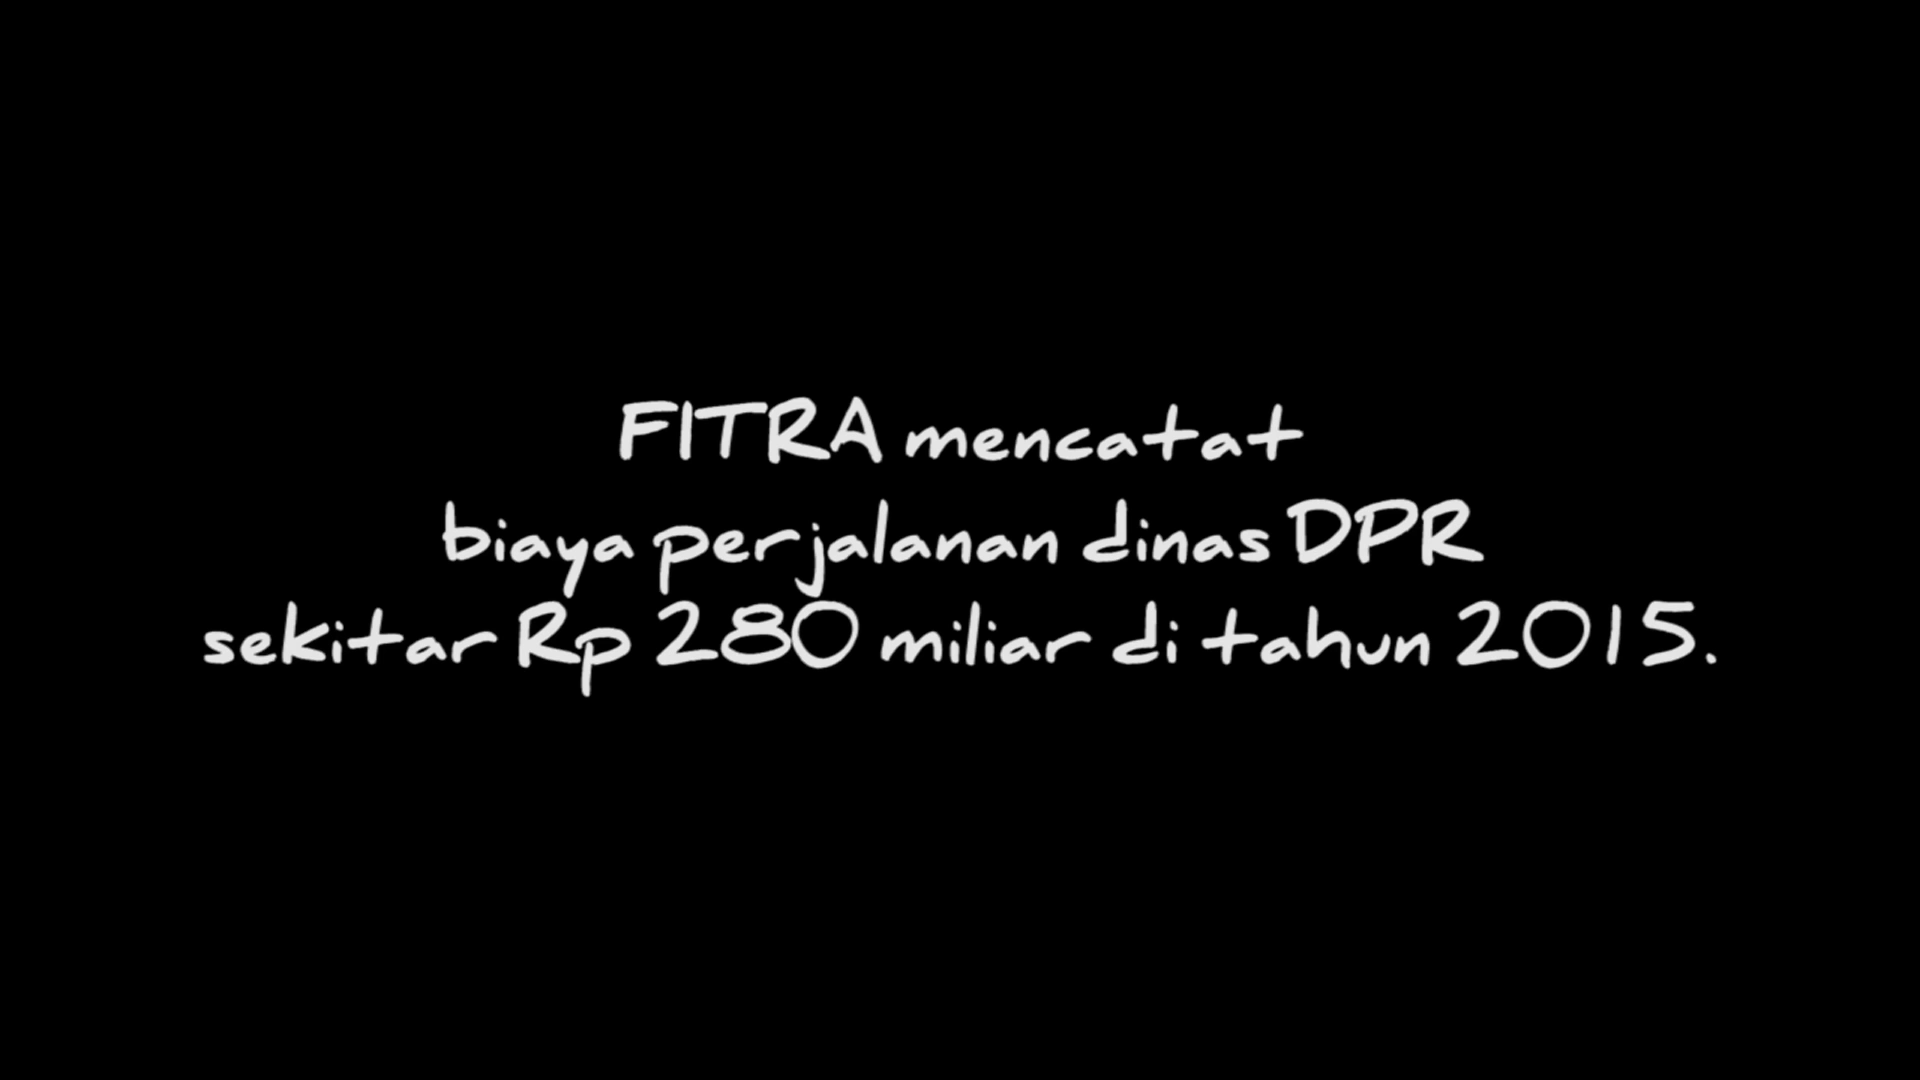 FITRA mencatat
biaya perjalanan dinas DPR
sekitar Rp 280 miliar di tahun 2015.